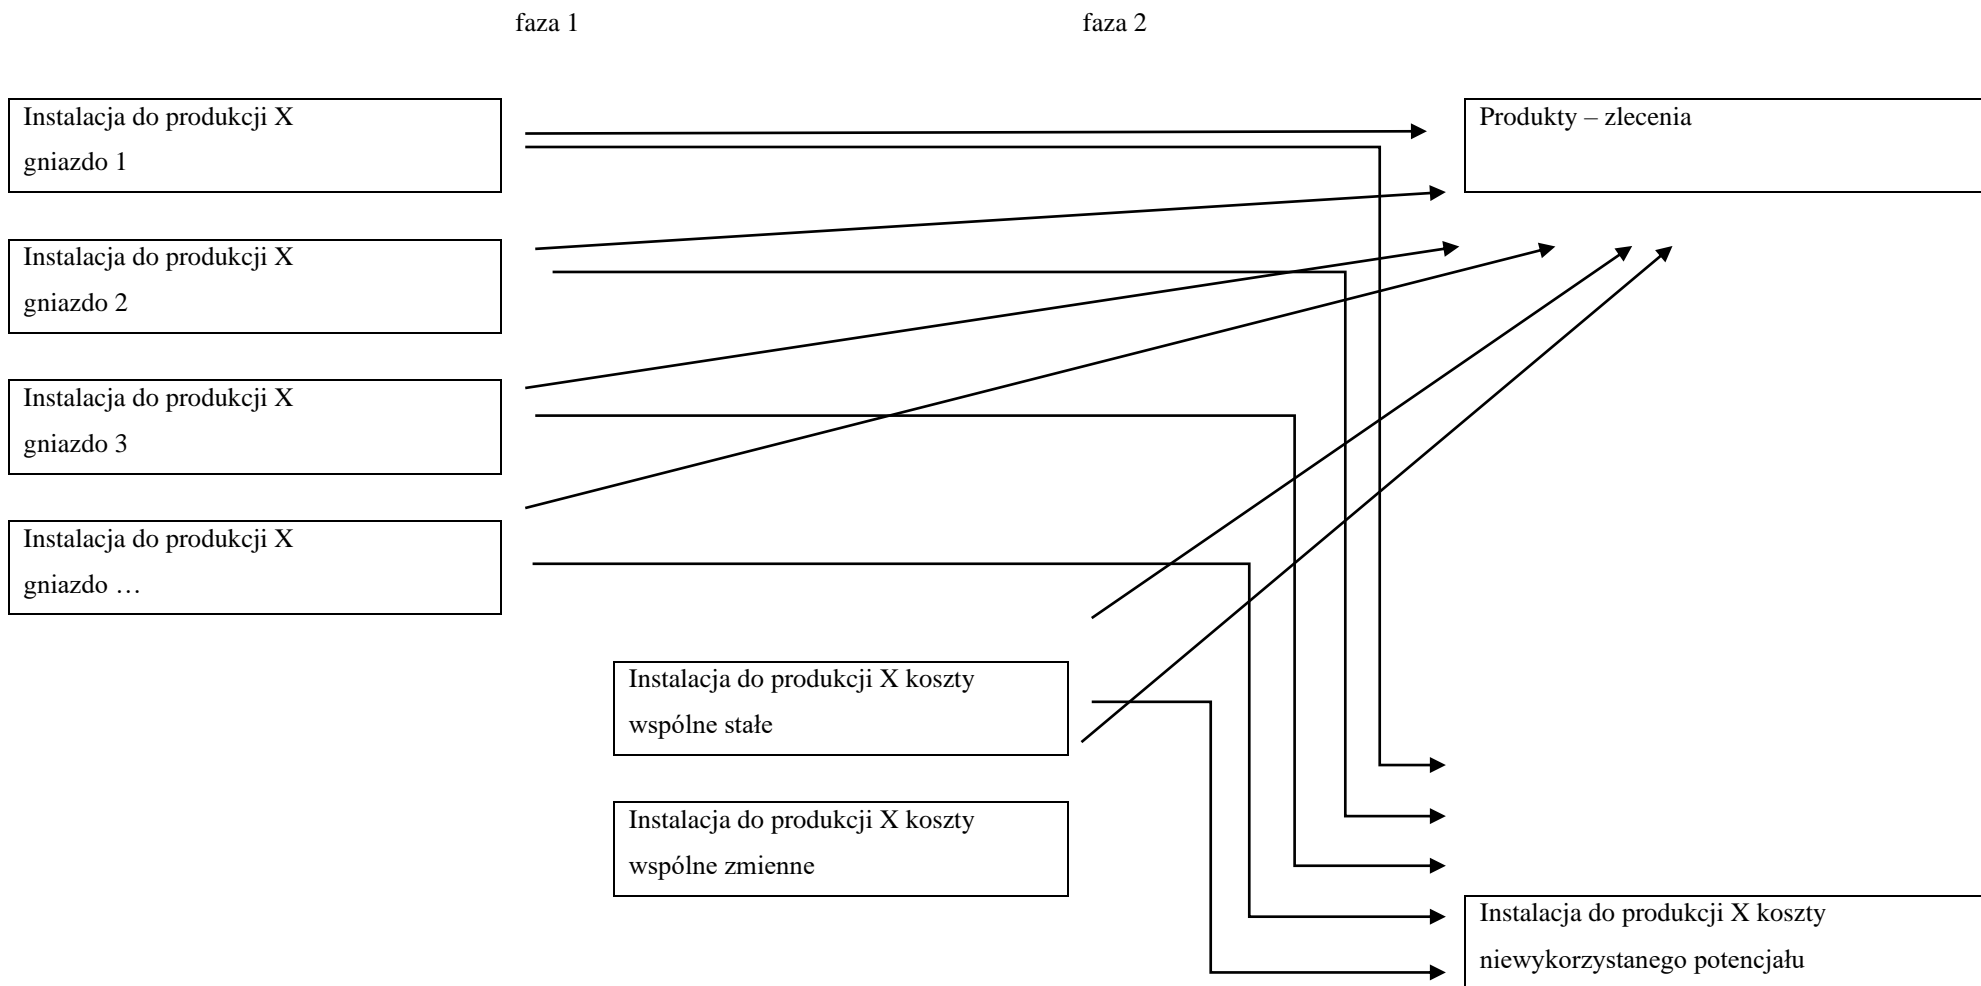 faza 1
faza 2
Instalacja do produkcji X
gniazdo 1
Produkty – zlecenia
Instalacja do produkcji X
gniazdo 2
Instalacja do produkcji X
gniazdo 3
Instalacja do produkcji X
gniazdo …
Instalacja do produkcji X koszty
wspólne stałe
Instalacja do produkcji X koszty
wspólne zmienne
Instalacja do produkcji X koszty
niewykorzystanego potencjału